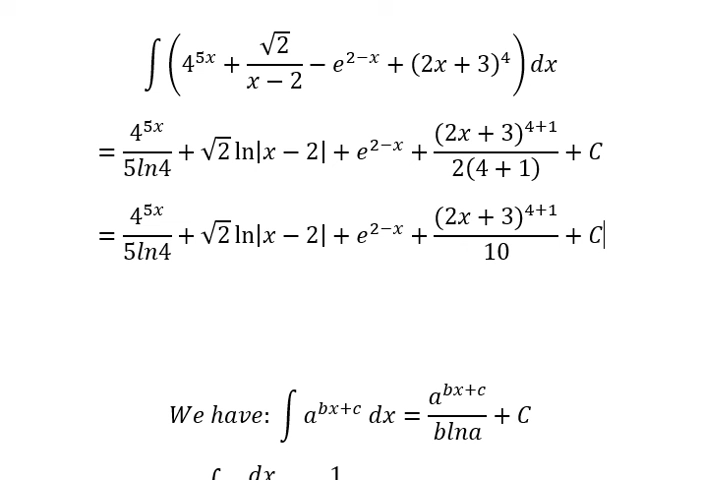 ∫(4^{5x} + √2/(x − 2) − e^{2−x} + (2x + 3)^4) dx
= 4^{5x}/(5ln4) + √2 ln|x − 2| + e^{2−x} + (2x + 3)^{4+1}/(2(4 + 1)) + C
= 4^{5x}/(5ln4) + √2 ln|x − 2| + e^{2−x} + (2x + 3)^{4+1}/10 + C
We have: ∫ a^{bx+c} dx = a^{bx+c}/(blna) + C
∫ dx 1